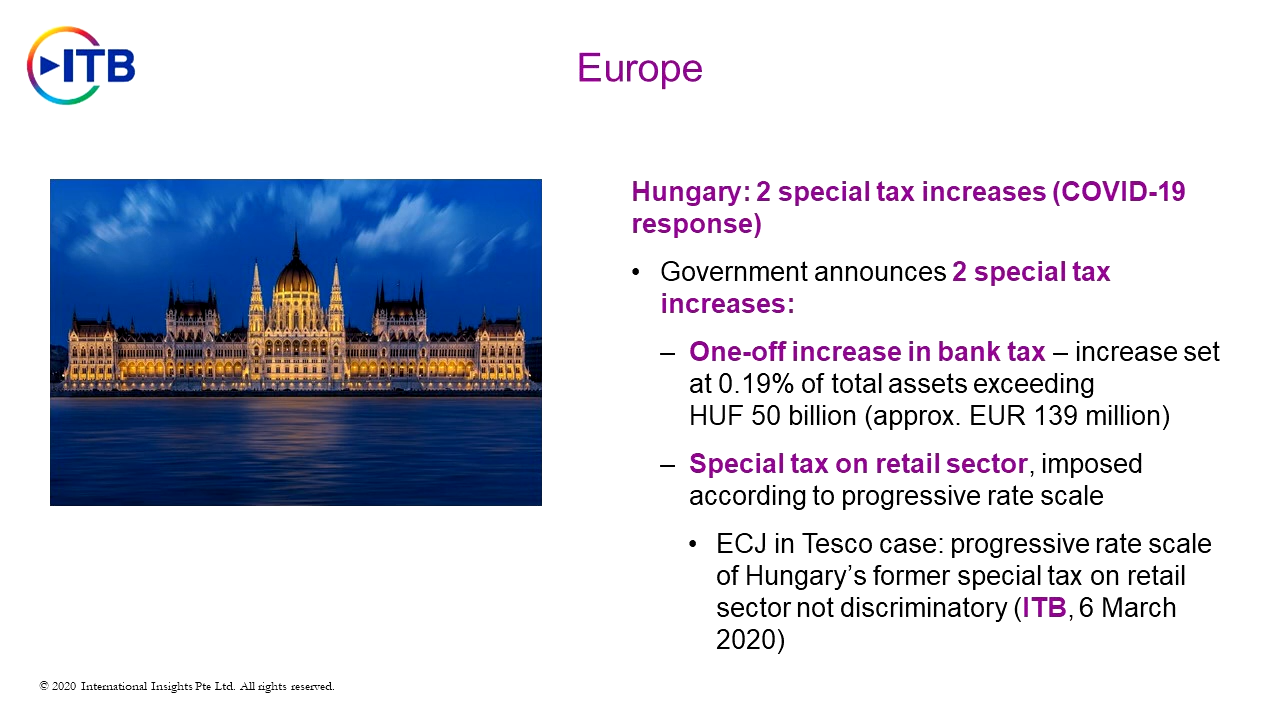 ITB
Europe
Hungary: 2 special tax increases (COVID-19
response)
• Government announces 2 special tax
increases:
– One-off increase in bank tax – increase set
at 0.19% of total assets exceeding
HUF 50 billion (approx. EUR 139 million)
– Special tax on retail sector, imposed
according to progressive rate scale
• ECJ in Tesco case: progressive rate scale
of Hungary’s former special tax on retail
sector not discriminatory (ITB, 6 March
2020)
© 2020 International Insights Pte Ltd. All rights reserved.